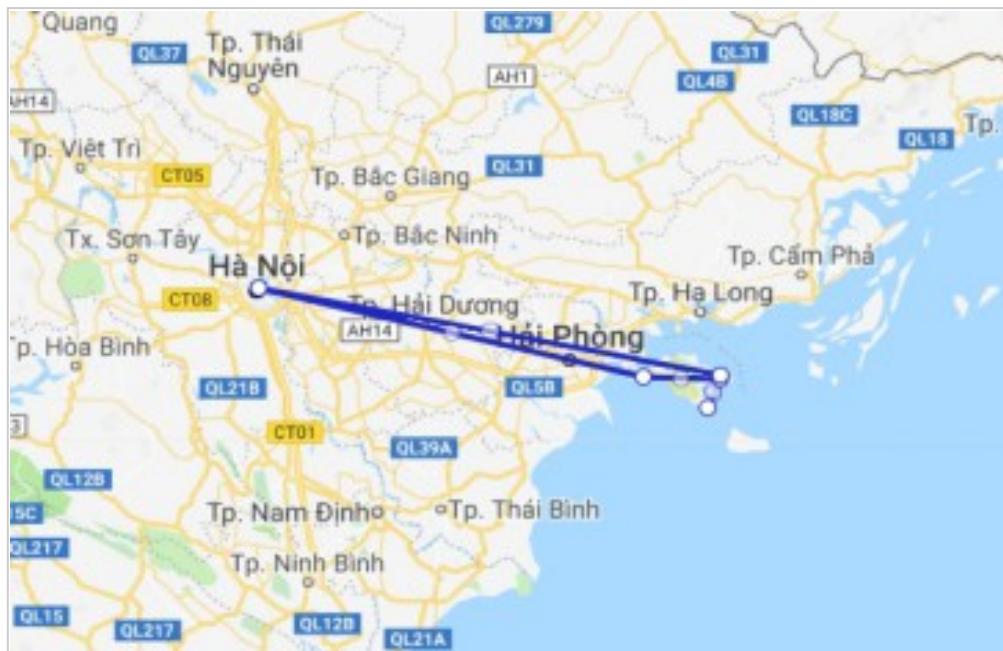 Quang
QL37
Tp. Thái
Nguyên
QL279
AH1
QL31
QL4B
AH14
QL18C
QL18
Tp.
Tp. Việt Trì
CT05
QL31
Tp. Bắc Giang
Tx. Sơn Tây
Tp. Bắc Ninh
Hà Nội
Tp. Cẩm Phả
CT08
Tp. Hải Dương
Tp. Hạ Long
AH14
Hải Phòng
Tp. Hòa Bình
QL21B
QL5B
CT01
QL39A
QL12B
15C
Tp. Nam Định
Tp. Thái Bình
QL217
Tp. Ninh Bình
QL15
QL217
QL12B
QL21A